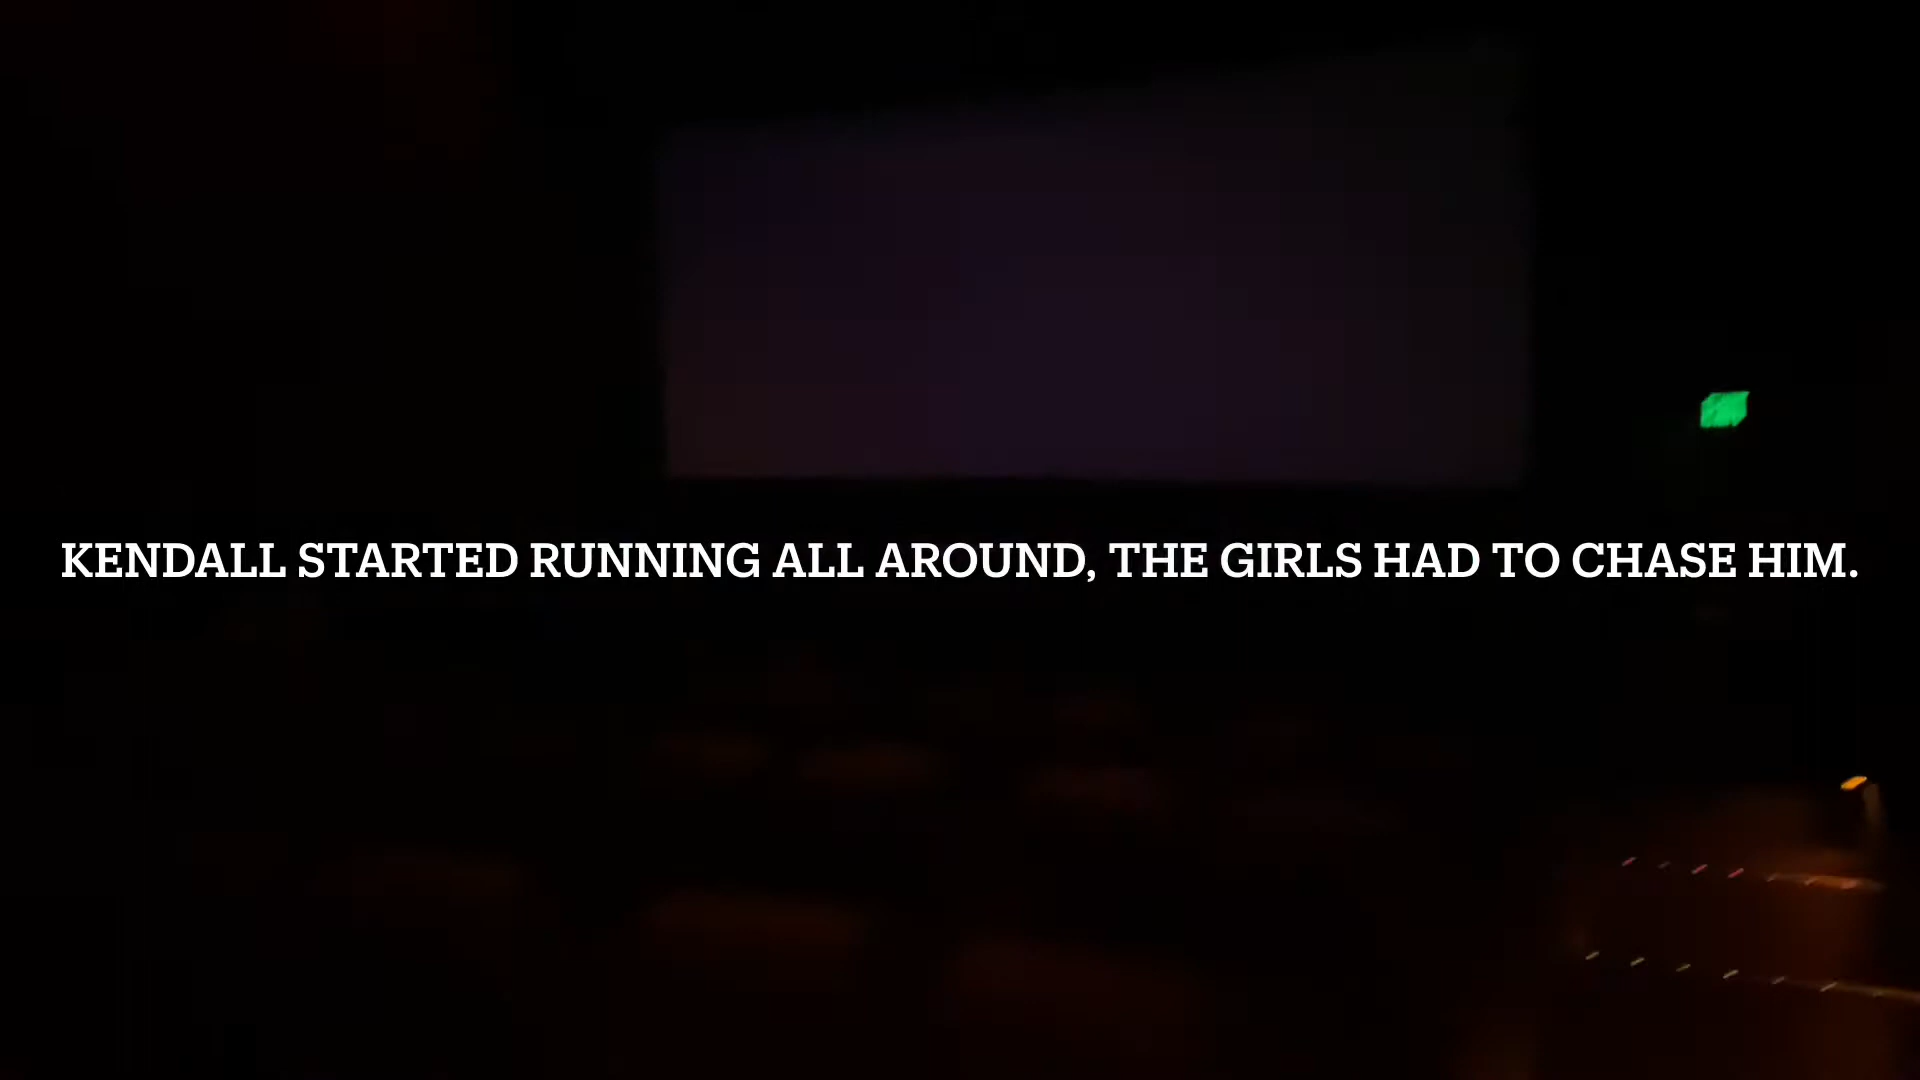 KENDALL STARTED RUNNING ALL AROUND, THE GIRLS HAD TO CHASE HIM.